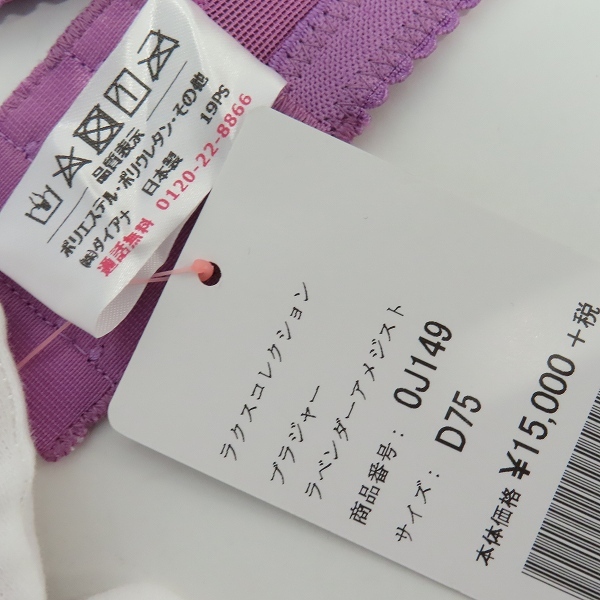 品質表示
ポリエステル・ポリウレタン・その他
㈱ダイアナ 日本製 19PS
通話無料 0120-22-8866
ラクスコレクション
ブラジャー
ラベンダーアメジスト
商品番号： 0J149
サイズ： D75
本体価格 ¥15,000 +税